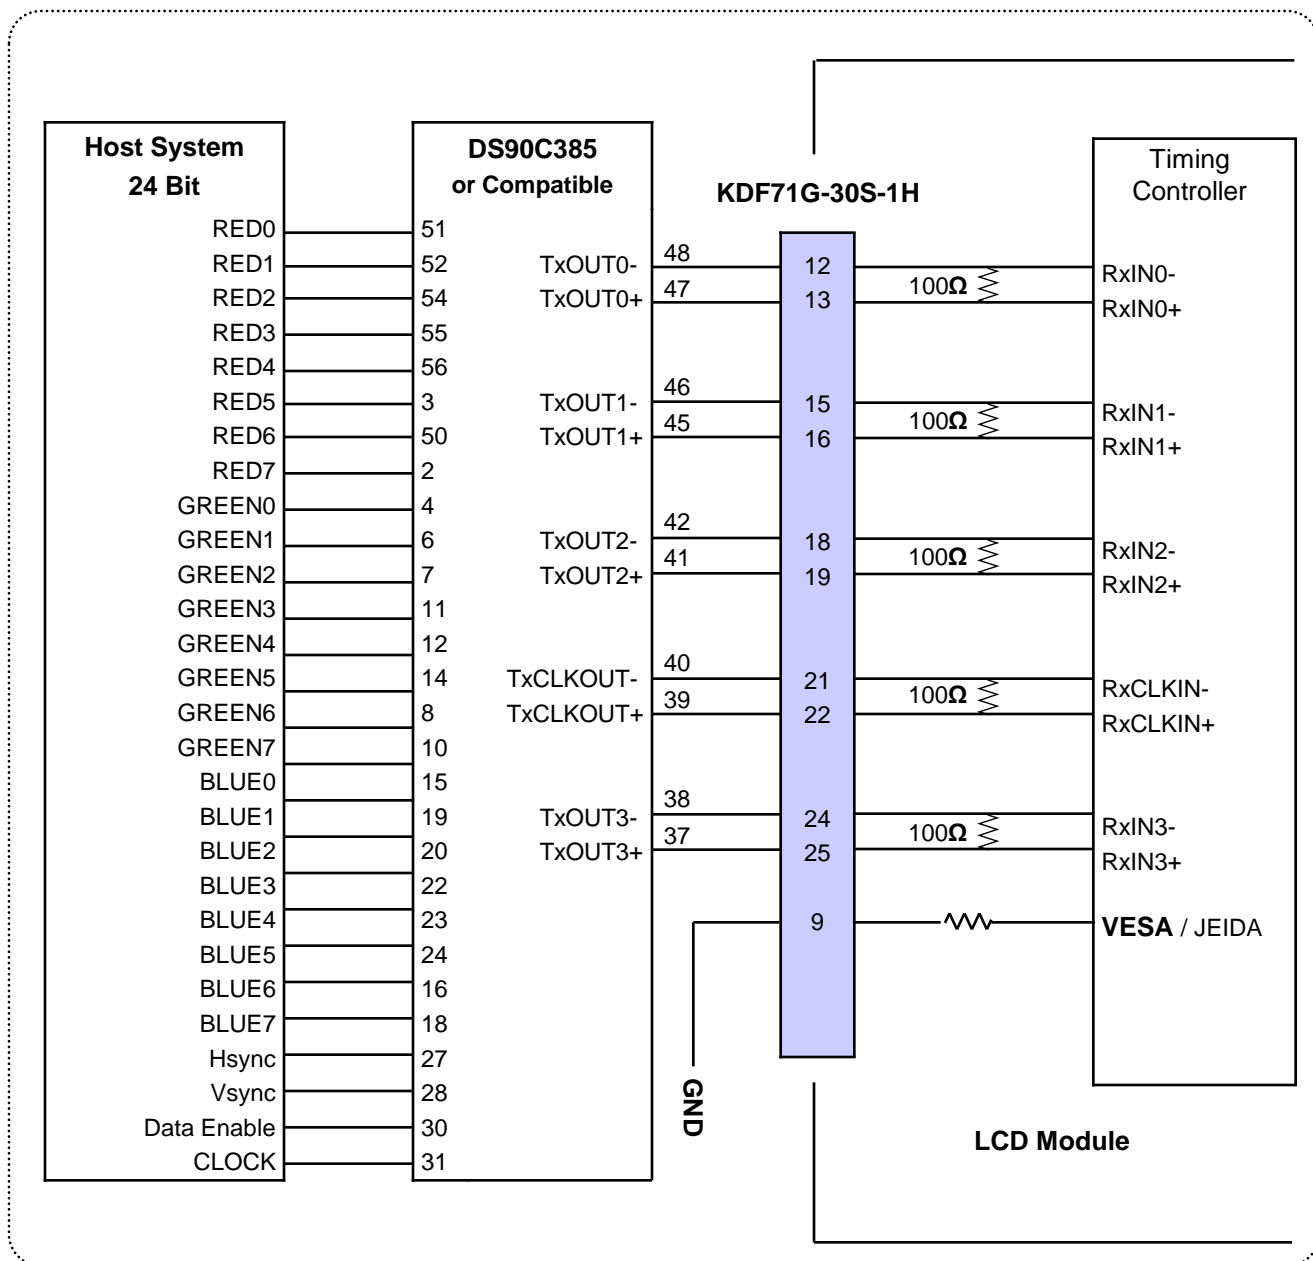 Host System
24 Bit
RED0
RED1
RED2
RED3
RED4
RED5
RED6
RED7
GREEN0
GREEN1
GREEN2
GREEN3
GREEN4
GREEN5
GREEN6
GREEN7
BLUE0
BLUE1
BLUE2
BLUE3
BLUE4
BLUE5
BLUE6
BLUE7
Hsync
Vsync
Data Enable
CLOCK
DS90C385
or Compatible
51
52
54
55
56
3
50
2
4
6
7
11
12
14
8
10
15
19
20
22
23
24
16
18
27
28
30
31
TxOUT0-
TxOUT0+
TxOUT1-
TxOUT1+
TxOUT2-
TxOUT2+
TxCLKOUT-
TxCLKOUT+
TxOUT3-
TxOUT3+
48
47
46
45
42
41
40
39
38
37
GND
KDF71G-30S-1H
12
13
15
16
18
19
21
22
24
25
9
100Ω
100Ω
100Ω
100Ω
100Ω
Timing
Controller
RxIN0-
RxIN0+
RxIN1-
RxIN1+
RxIN2-
RxIN2+
RxCLKIN-
RxCLKIN+
RxIN3-
RxIN3+
VESA / JEIDA
LCD Module